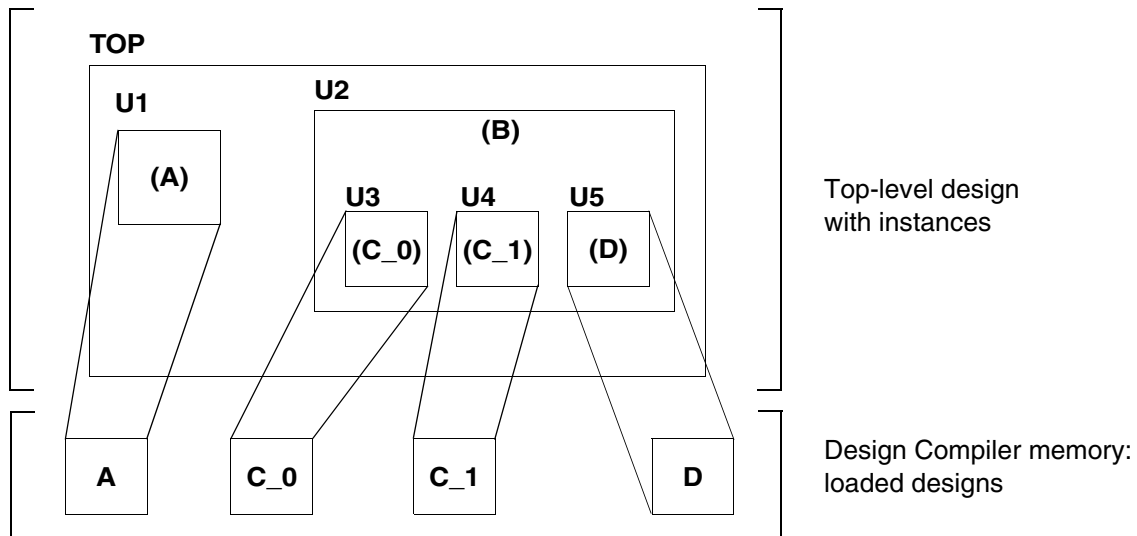 TOP
U1
U2
(B)
(A)
U3
U4
U5
(C_0)
(C_1)
(D)
Top-level design
with instances
A
C_0
C_1
D
Design Compiler memory:
loaded designs